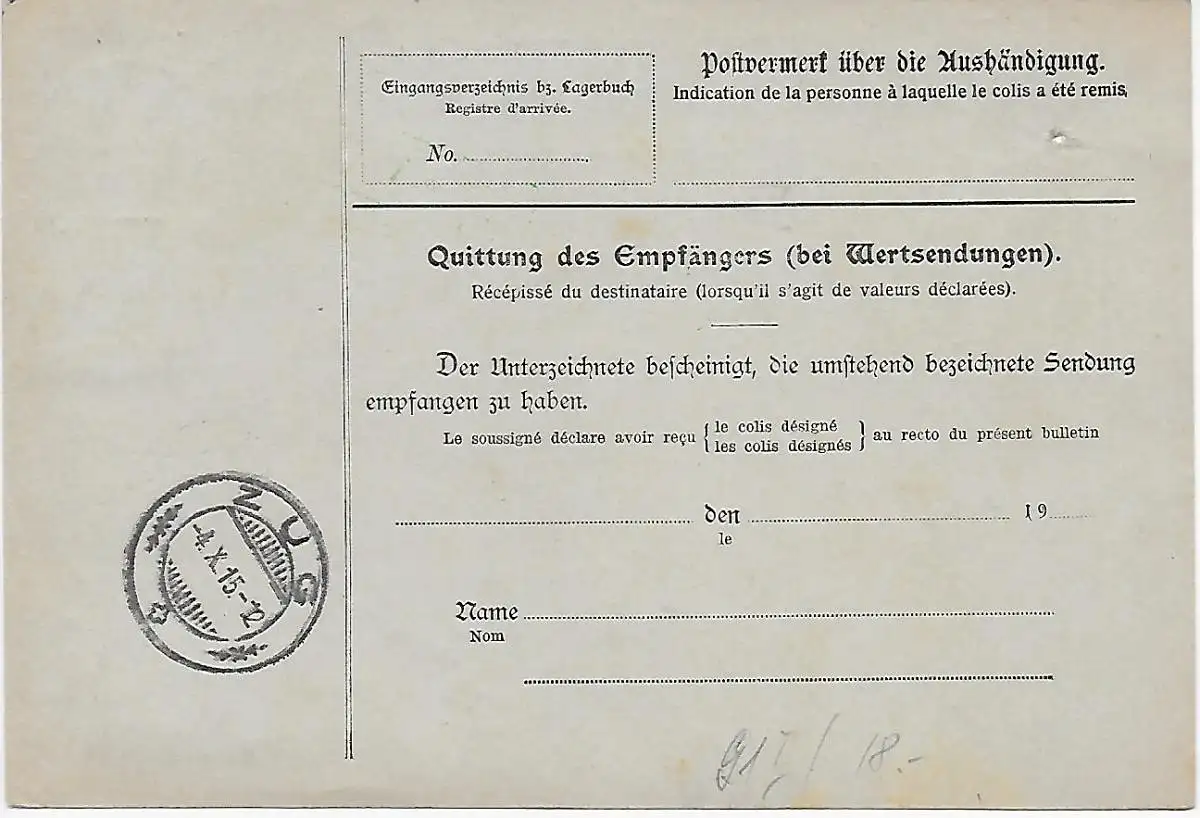 Eingangsverzeichnis bz. Lagerbuch
Registre d'arrivée.
No.
Postvermerk über die Aushändigung.
Indication de la personne à laquelle le colis a été remis,
Quittung des Empfängers (bei Wertsendungen).
Récépissé du destinataire (lorsqu'il s'agit de valeurs déclarées).
Der Unterzeichnete bescheinigt, die umstehend bezeichnete Sendung
empfangen zu haben.
Le soussigné déclare avoir reçu { le colis désigné
les colis désignés } au recto du présent bulletin
den 19
le
Name
Nom
ZUG
-4.X.15.-12
91 I / 18.-